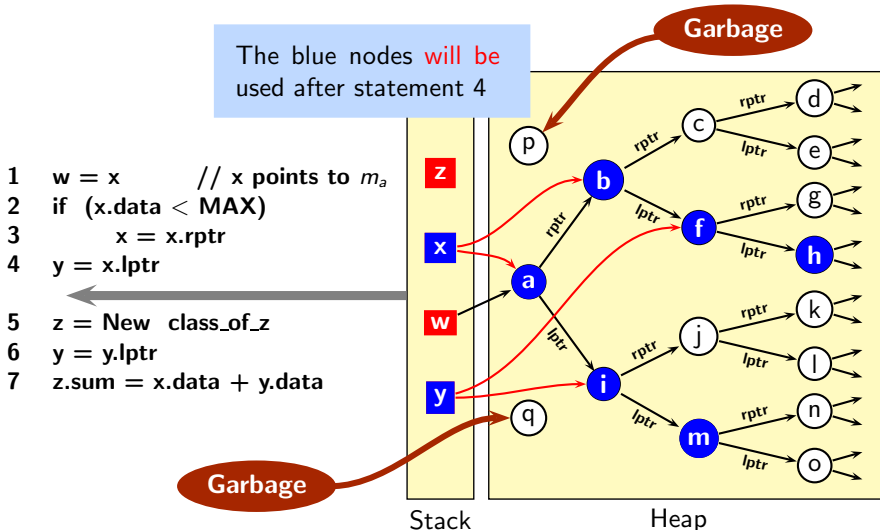 Garbage
The blue nodes will be
used after statement 4
1 w = x // x points to mₐ
2 if (x.data < MAX)
3 x = x.rptr
4 y = x.lptr
5 z = New class_of_z
6 y = y.lptr
7 z.sum = x.data + y.data
z
x
w
y
p
q
a
b
i
c
f
j
m
d
e
g
h
k
l
n
o
rptr
lptr
rptr
lptr
rptr
lptr
rptr
lptr
rptr
lptr
rptr
lptr
rptr
lptr
Garbage
Stack
Heap